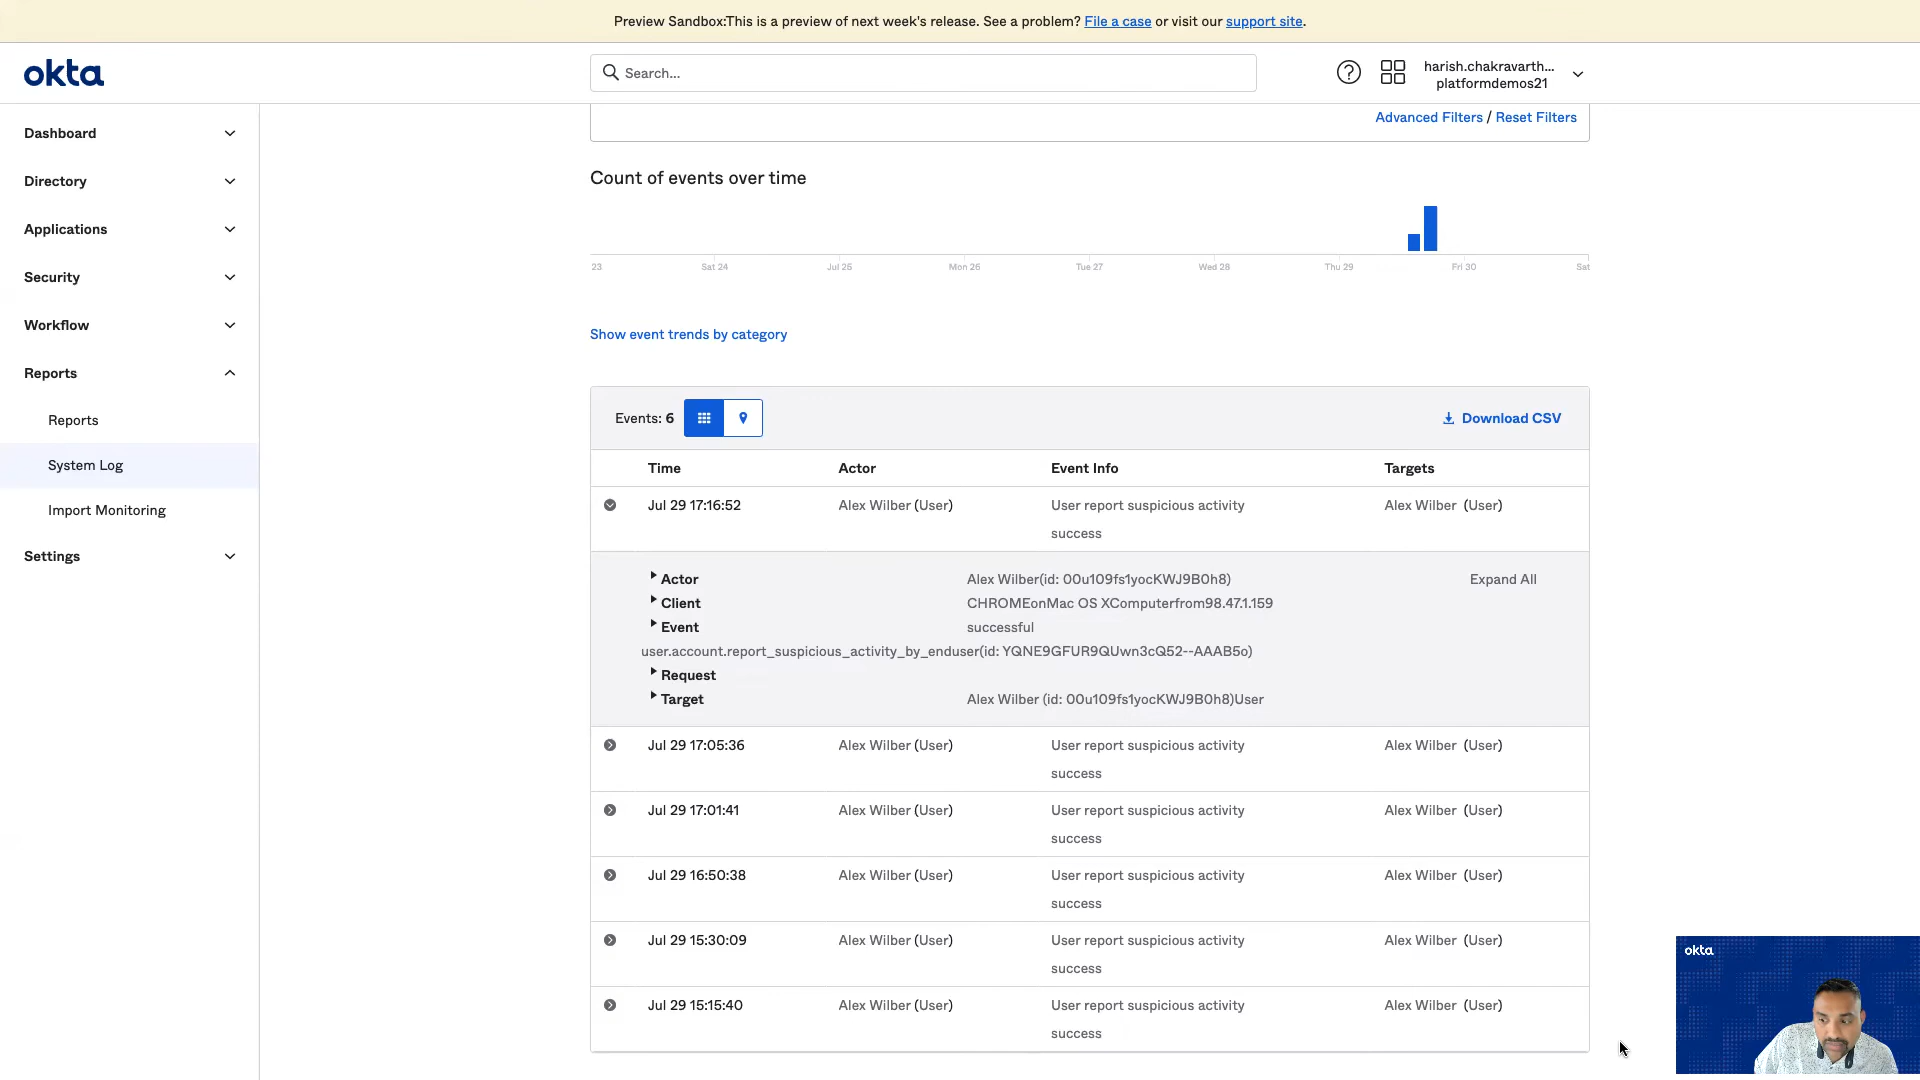 Preview Sandbox:This is a preview of next week's release. See a problem? File a case or visit our support site.
okta
Search...
harish.chakravarth...
platformdemos21
Dashboard
Directory
Applications
Security
Workflow
Reports
Reports
System Log
Import Monitoring
Settings
Advanced Filters / Reset Filters
Count of events over time
23 Sat 24 Jul 25 Mon 26 Tue 27 Wed 28 Thu 29 Fri 30 Sat
Show event trends by category
Events: 6 Download CSV
Time Actor Event Info Targets
Jul 29 17:16:52 Alex Wilber (User) User report suspicious activity Alex Wilber (User)
success
Actor Alex Wilber(id: 00u109fs1yocKWJ9B0h8) Expand All
Client CHROMEonMac OS XComputerfrom98.47.1.159
Event successful
user.account.report_suspicious_activity_by_enduser(id: YQNE9GFUR9QUwn3cQ52--AAAB5o)
Request
Target Alex Wilber (id: 00u109fs1yocKWJ9B0h8)User
Jul 29 17:05:36 Alex Wilber (User) User report suspicious activity Alex Wilber (User)
success
Jul 29 17:01:41 Alex Wilber (User) User report suspicious activity Alex Wilber (User)
success
Jul 29 16:50:38 Alex Wilber (User) User report suspicious activity Alex Wilber (User)
success
Jul 29 15:30:09 Alex Wilber (User) User report suspicious activity Alex Wilber (User)
success
Jul 29 15:15:40 Alex Wilber (User) User report suspicious activity Alex Wilber (User)
success
okta